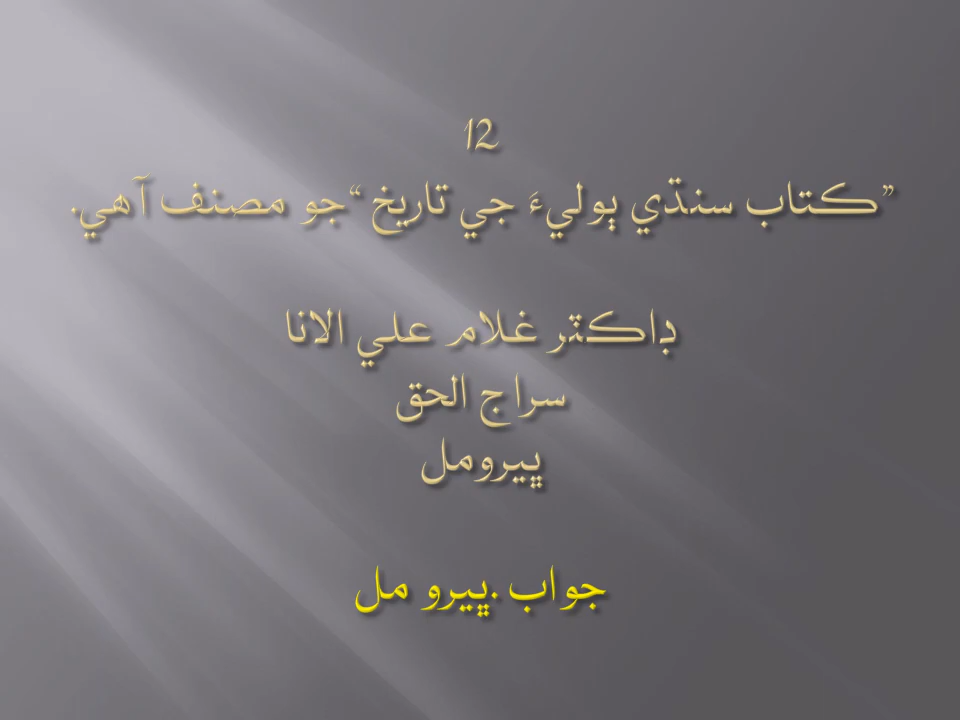 12
”ڪتاب سنڌي ٻوليءَ جي تاريخ“جو مصنف آهي.
ڊاڪٽر غلام علي الانا
سراج الحق
ڀيرومل
جواب .ڀيرو مل